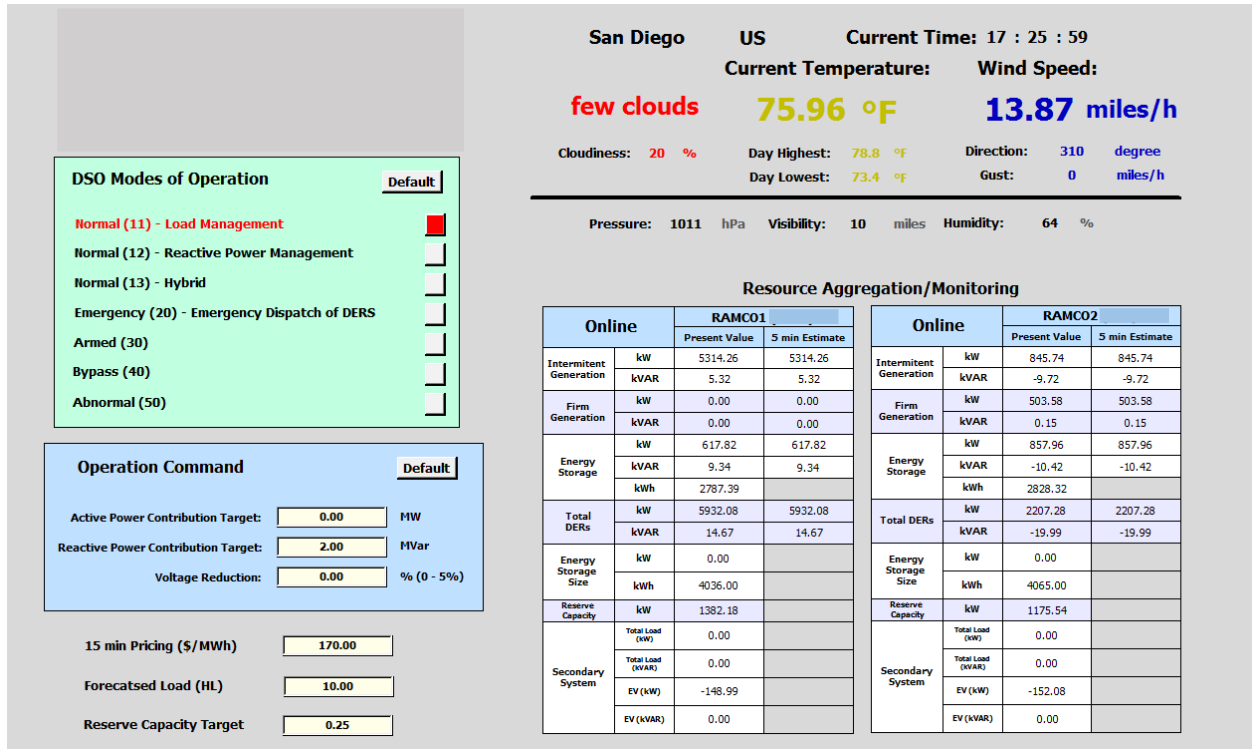 San Diego US Current Time: 17 : 25 : 59
Current Temperature: Wind Speed:
few clouds 75.96 °F 13.87 miles/h
Cloudiness: 20 % Day Highest: 78.8 °F Direction: 310 degree
Day Lowest: 73.4 °F Gust: 0 miles/h
Pressure: 1011 hPa Visibility: 10 miles Humidity: 64 %
DSO Modes of Operation Default
Normal (11) - Load Management
Normal (12) - Reactive Power Management
Normal (13) - Hybrid
Emergency (20) - Emergency Dispatch of DERS
Armed (30)
Bypass (40)
Abnormal (50)
Operation Command Default
Active Power Contribution Target: 0.00 MW
Reactive Power Contribution Target: 2.00 MVar
Voltage Reduction: 0.00 % (0 - 5%)
15 min Pricing ($/MWh) 170.00
Forecatsed Load (HL) 10.00
Reserve Capacity Target 0.25
Resource Aggregation/Monitoring
Online RAMCO1
Present Value 5 min Estimate
Intermitent Generation kW 5314.26 5314.26
kVAR 5.32 5.32
Firm Generation kW 0.00 0.00
kVAR 0.00 0.00
Energy Storage kW 617.82 617.82
kVAR 9.34 9.34
kWh 2787.39
Total DERs kW 5932.08 5932.08
kVAR 14.67 14.67
Energy Storage Size kW 0.00
kWh 4036.00
Reserve Capacity kW 1382.18
Secondary System Total Load (kW) 0.00
Total Load (kVAR) 0.00
EV (kW) -148.99
EV (kVAR) 0.00
Online RAMCO2
Present Value 5 min Estimate
Intermitent Generation kW 845.74 845.74
kVAR -9.72 -9.72
Firm Generation kW 503.58 503.58
kVAR 0.15 0.15
Energy Storage kW 857.96 857.96
kVAR -10.42 -10.42
kWh 2828.32
Total DERs kW 2207.28 2207.28
kVAR -19.99 -19.99
Energy Storage Size kW 0.00
kWh 4065.00
Reserve Capacity kW 1175.54
Secondary System Total Load (kW) 0.00
Total Load (kVAR) 0.00
EV (kW) -152.08
EV (kVAR) 0.00